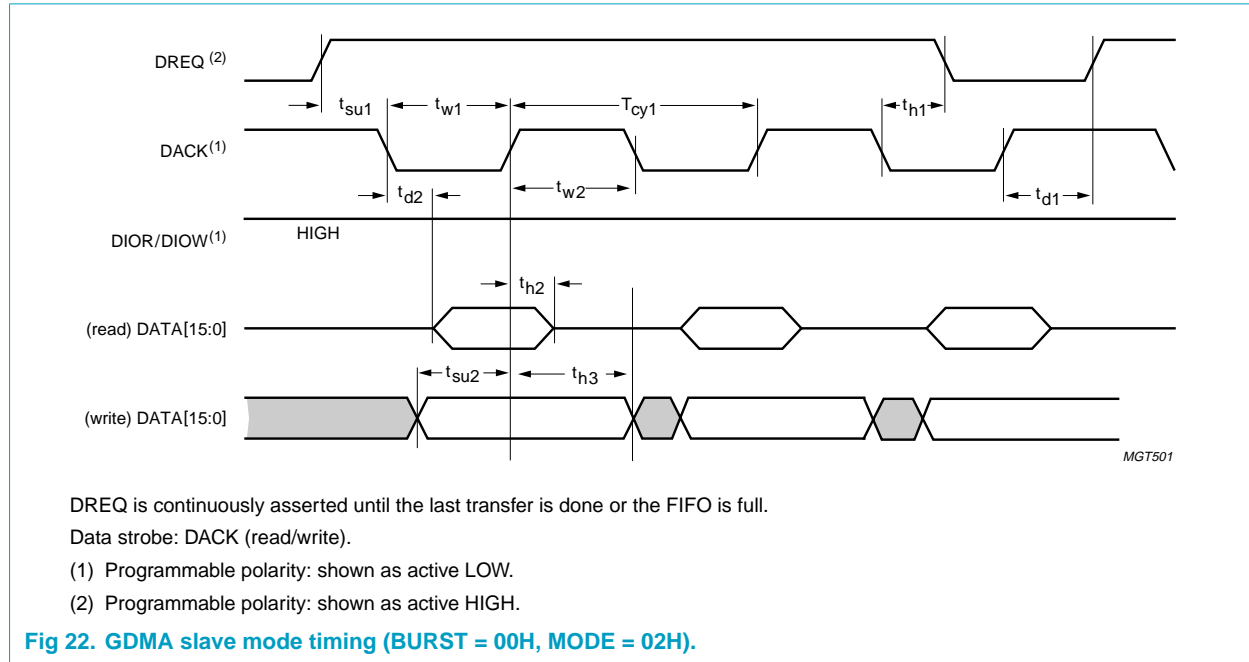 DREQ (2)
tsu1
tw1
Tcy1
th1
DACK(1)
td2
tw2
td1
DIOR/DIOW(1)
HIGH
th2
(read) DATA[15:0]
tsu2
th3
(write) DATA[15:0]
MGT501
DREQ is continuously asserted until the last transfer is done or the FIFO is full.
Data strobe: DACK (read/write).
(1) Programmable polarity: shown as active LOW.
(2) Programmable polarity: shown as active HIGH.
Fig 22. GDMA slave mode timing (BURST = 00H, MODE = 02H).